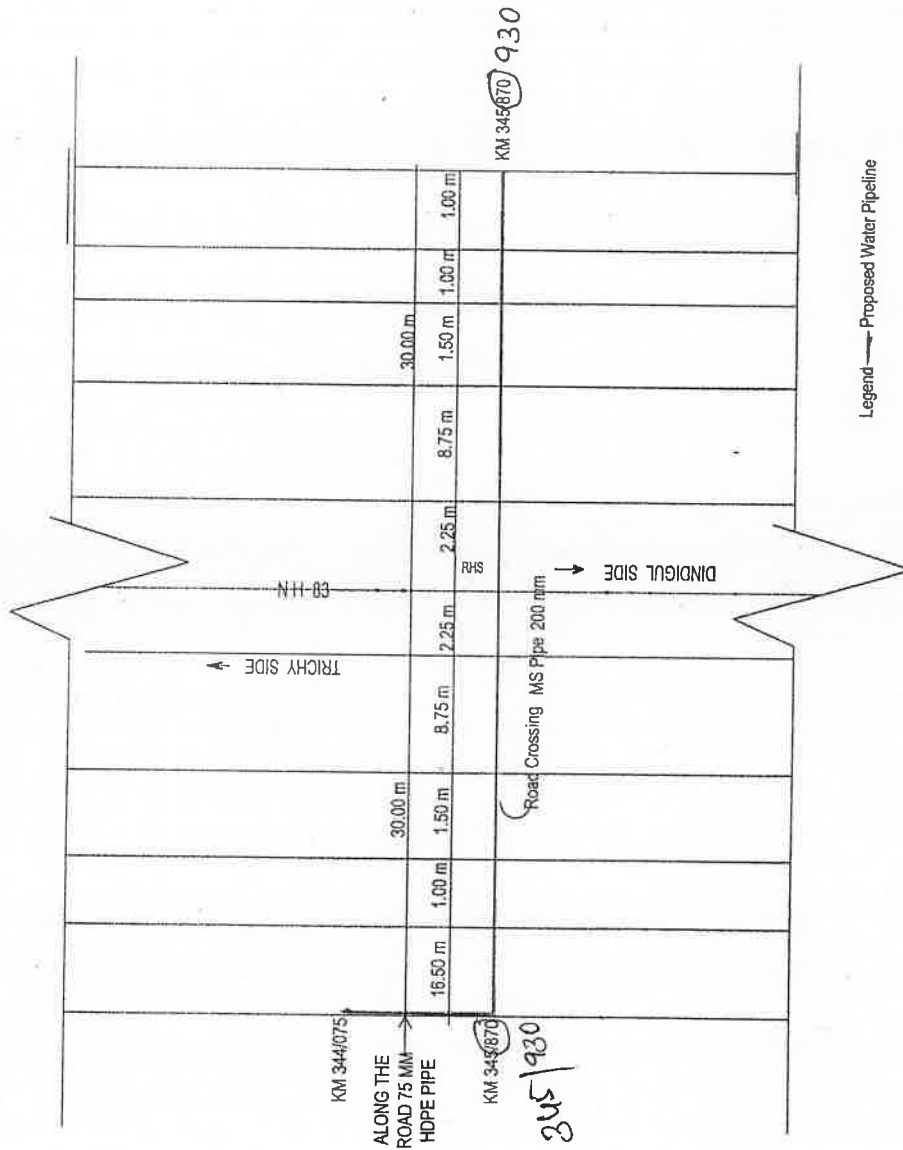 KM 344/075
ALONG THE
ROAD 75 MM
HDPE PIPE
KM 345/870
345/930
TRICHY SIDE
N H-83
30.00 m
30.00 m
16.50 m
1.00 m
1.50 m
8.75 m
2.25 m
2.25 m
8.75 m
1.50 m
1.00 m
1.00 m
RHS
DINDIGUL SIDE
Road Crossing MS Pipe 200 mm
KM 345/870
930
Legend Proposed Water Pipeline